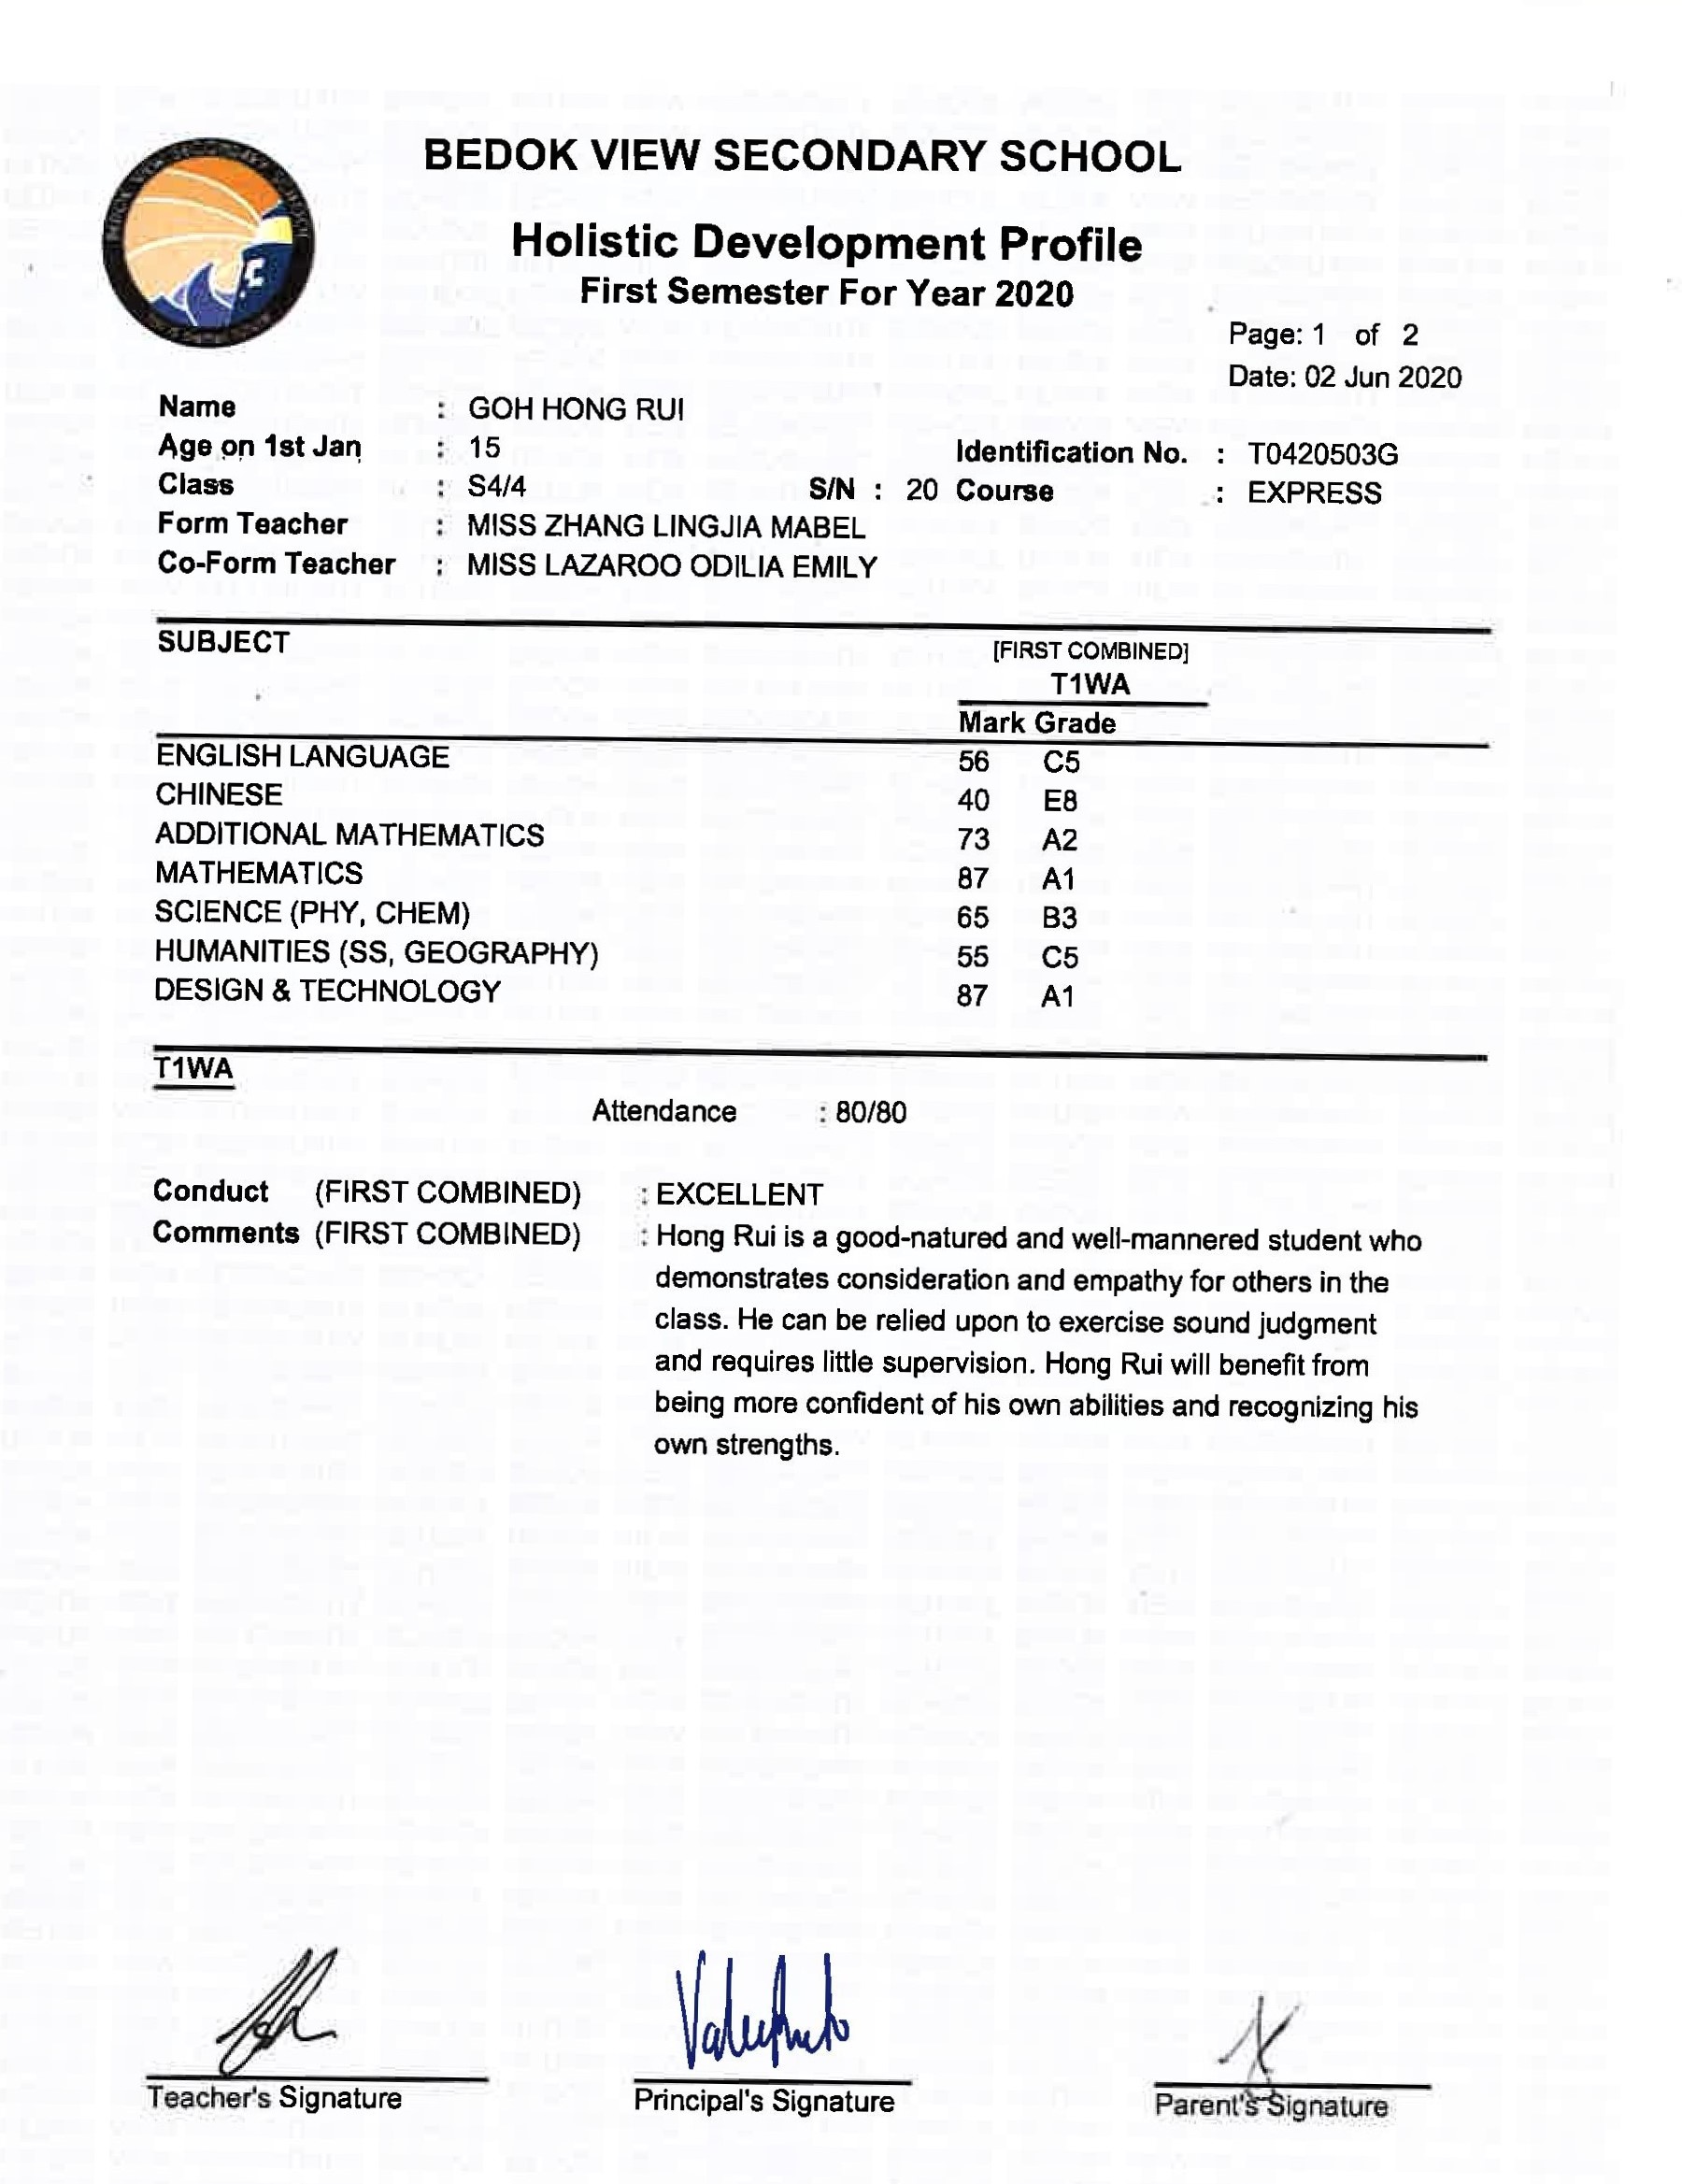 BEDOK VIEW SECONDARY SCHOOL
Holistic Development Profile
First Semester For Year 2020
Page: 1 of 2
Date: 02 Jun 2020
Name : GOH HONG RUI
Age on 1st Jan : 15 Identification No. : T0420503G
Class : S4/4 S/N : 20 Course : EXPRESS
Form Teacher : MISS ZHANG LINGJIA MABEL
Co-Form Teacher : MISS LAZAROO ODILIA EMILY
SUBJECT [FIRST COMBINED]
T1WA
Mark Grade
ENGLISH LANGUAGE 56 C5
CHINESE 40 E8
ADDITIONAL MATHEMATICS 73 A2
MATHEMATICS 87 A1
SCIENCE (PHY, CHEM) 65 B3
HUMANITIES (SS, GEOGRAPHY) 55 C5
DESIGN & TECHNOLOGY 87 A1
T1WA
Attendance : 80/80
Conduct (FIRST COMBINED) : EXCELLENT
Comments (FIRST COMBINED) : Hong Rui is a good-natured and well-mannered student who
demonstrates consideration and empathy for others in the
class. He can be relied upon to exercise sound judgment
and requires little supervision. Hong Rui will benefit from
being more confident of his own abilities and recognizing his
own strengths.
Teacher's Signature Principal's Signature Parent's Signature